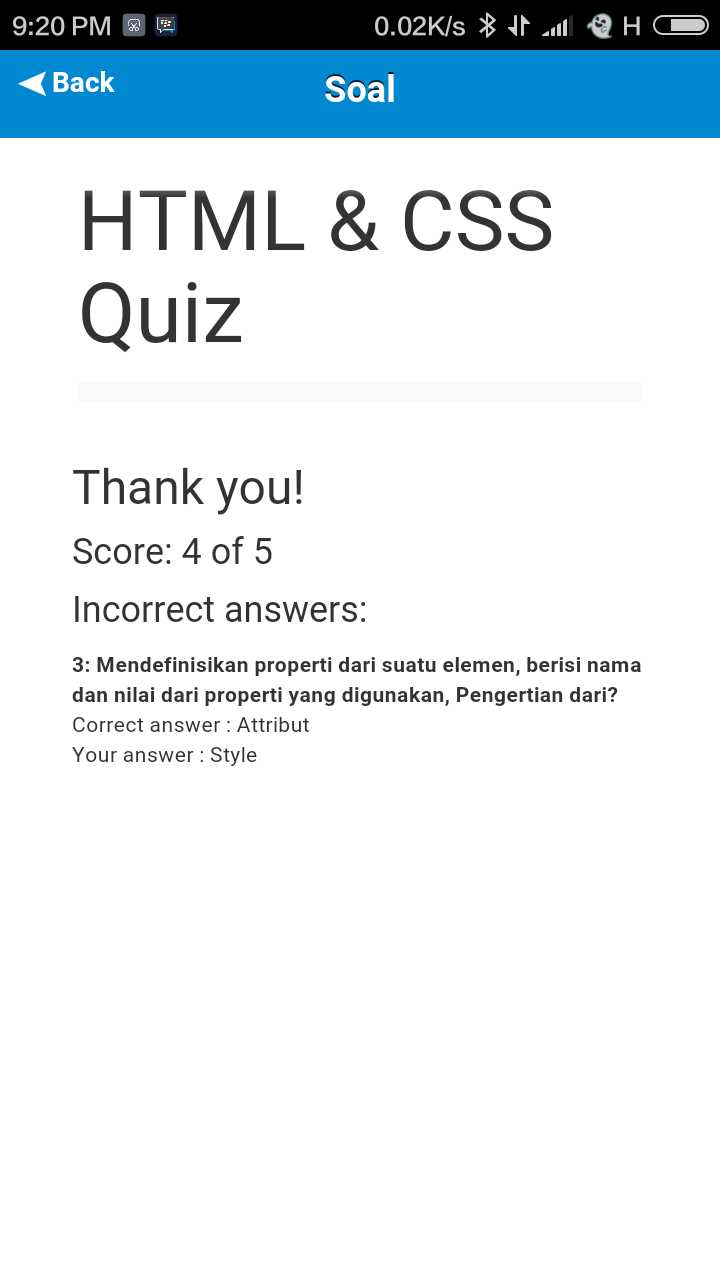 9:20 PM 0.02K/s H
Back
Soal
HTML & CSS
Quiz
Thank you!
Score: 4 of 5
Incorrect answers:
3: Mendefinisikan properti dari suatu elemen, berisi nama
dan nilai dari properti yang digunakan, Pengertian dari?
Correct answer : Attribut
Your answer : Style